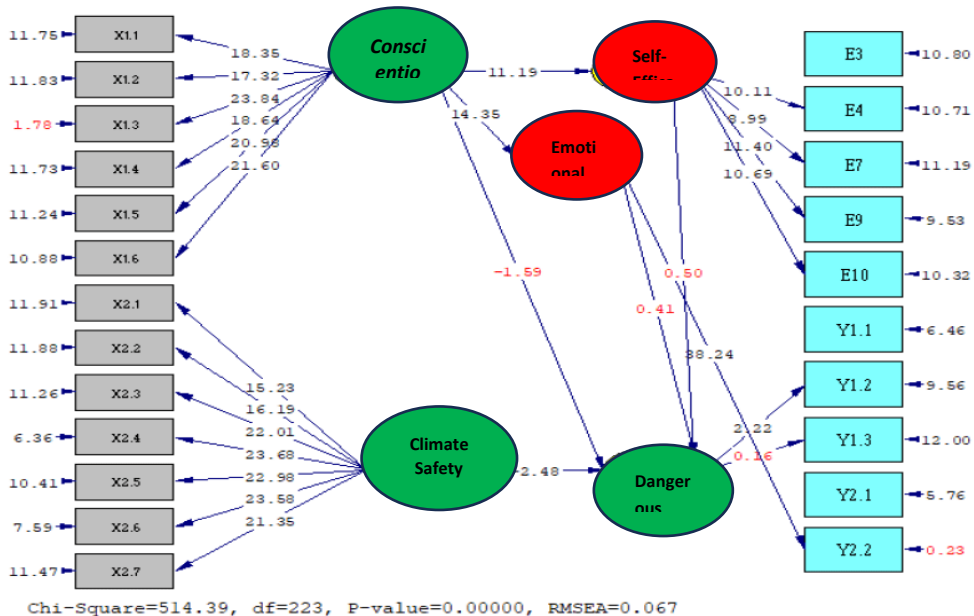 11.75 X1.1
11.83 X1.2
1.78 X1.3
11.73 X1.4
11.24 X1.5
10.88 X1.6
11.91 X2.1
11.88 X2.2
11.26 X2.3
6.36 X2.4
10.41 X2.5
7.59 X2.6
11.47 X2.7
18.35
17.32
23.84
18.64
20.98
21.60
15.23
16.19
22.01
23.68
22.98
23.58
21.35
Consci
entio
Climate
Safety
11.19
14.35
-1.59
2.48
Self-
Emoti
onal
0.50
0.41
38.24
Danger
ous
10.11
11.40
10.69
2.22
0.16
E3 10.80
E4 10.71
E7 11.19
E9 9.53
E10 10.32
Y1.1 6.46
Y1.2 9.56
Y1.3 12.00
Y2.1 5.76
Y2.2 0.23
Chi-Square=514.39, df=223, P-value=0.00000, RMSEA=0.067